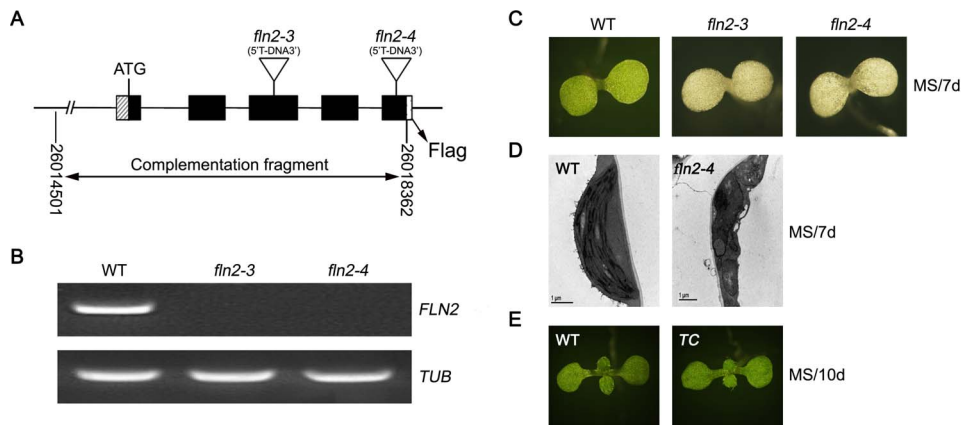 A
fln2-3
(5'T-DNA3')
fln2-4
(5'T-DNA3')
ATG
Flag
Complementation fragment
26014501
26018362
B
WT
fln2-3
fln2-4
FLN2
TUB
C
WT
fln2-3
fln2-4
MS/7d
D
WT
fln2-4
MS/7d
1 μm
1 μm
E
WT
TC
MS/10d